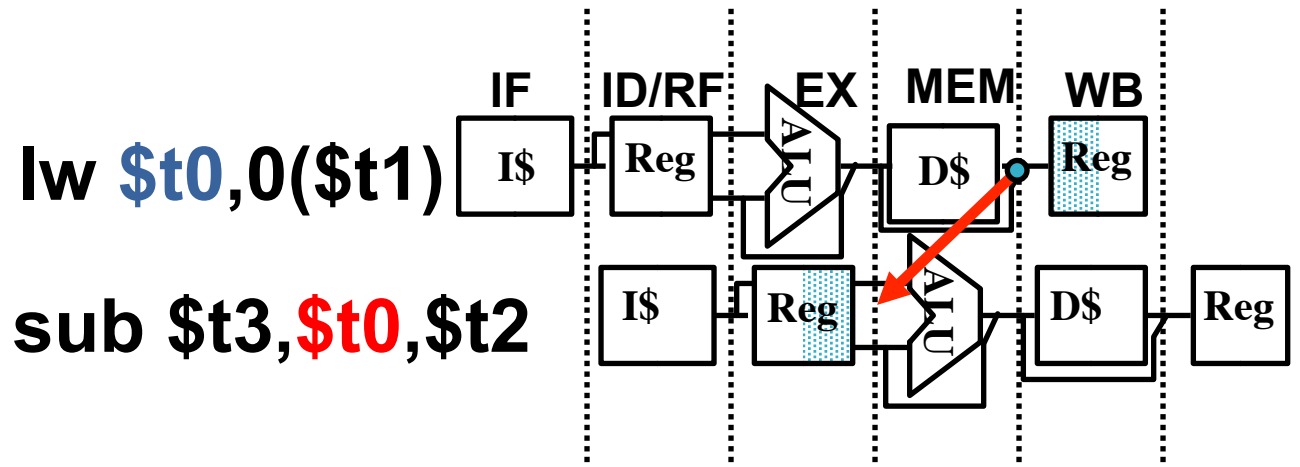 IF ID/RF EX MEM WB
lw $t0,0($t1) I$ Reg ALU D$ Reg
sub $t3,$t0,$t2 I$ Reg ALU D$ Reg